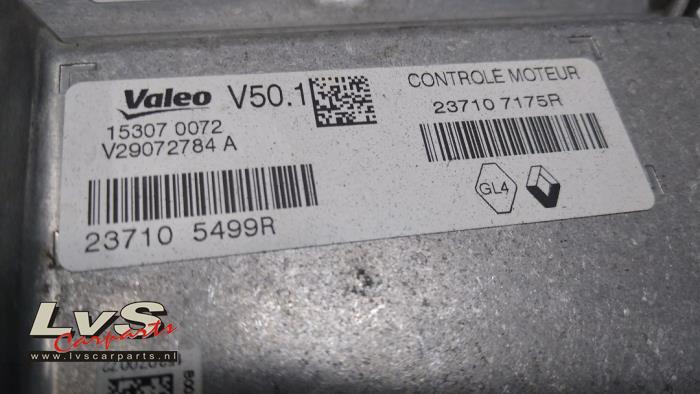 Valeo V50.1
15307 0072
V29072784 A
23710 5499R
CONTROLE MOTEUR
23710 7175R
GL4
LvS
Carparts
www.lvscarparts.nl